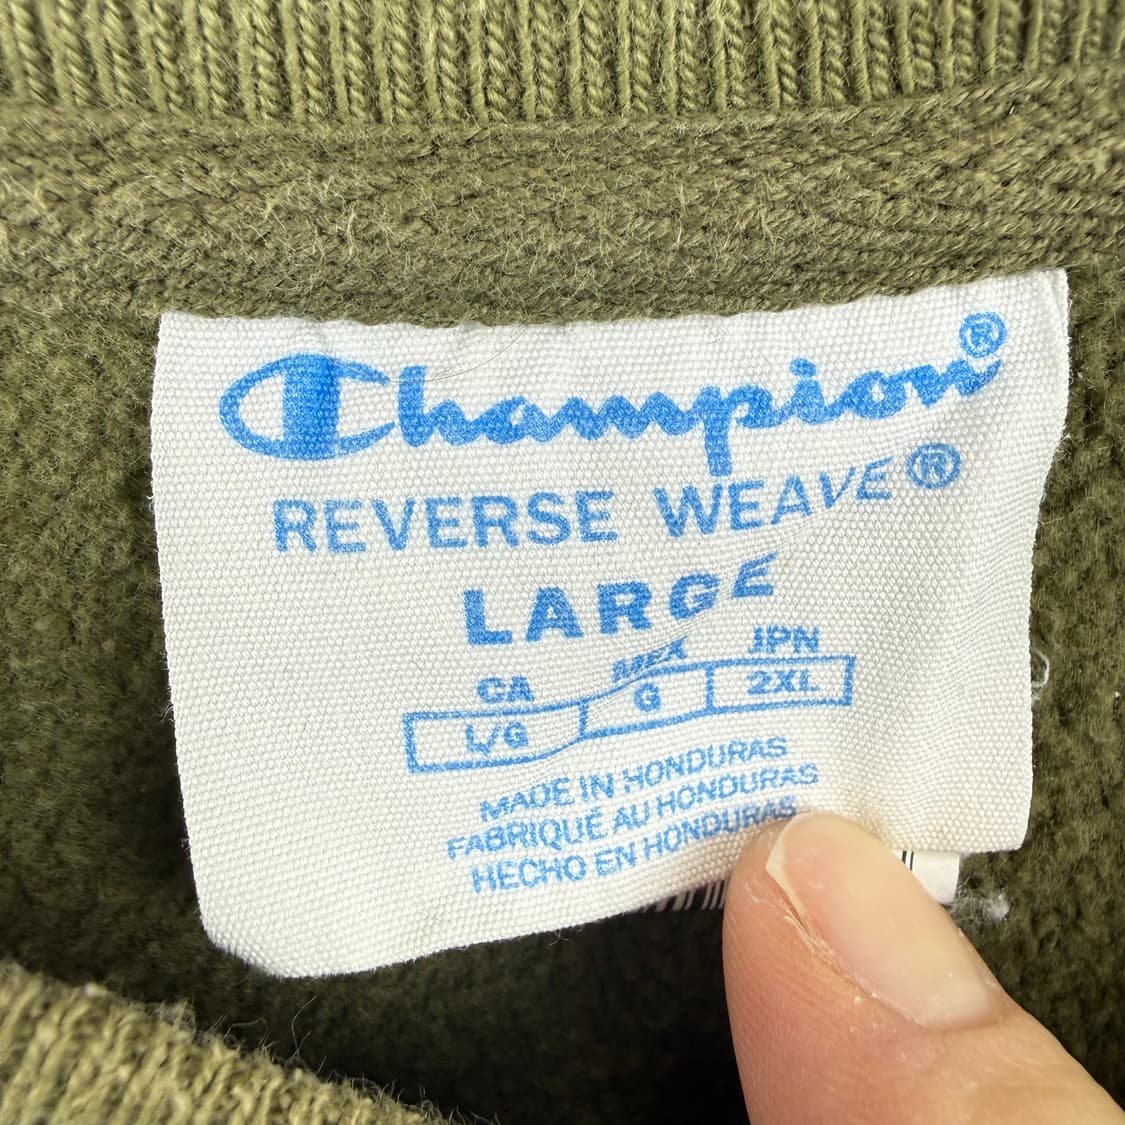 Champion®
REVERSE WEAVE®
LARGE
CA MEX JPN
L/G G 2XL
MADE IN HONDURAS
FABRIQUÉ AU HONDURAS
HECHO EN HONDURAS